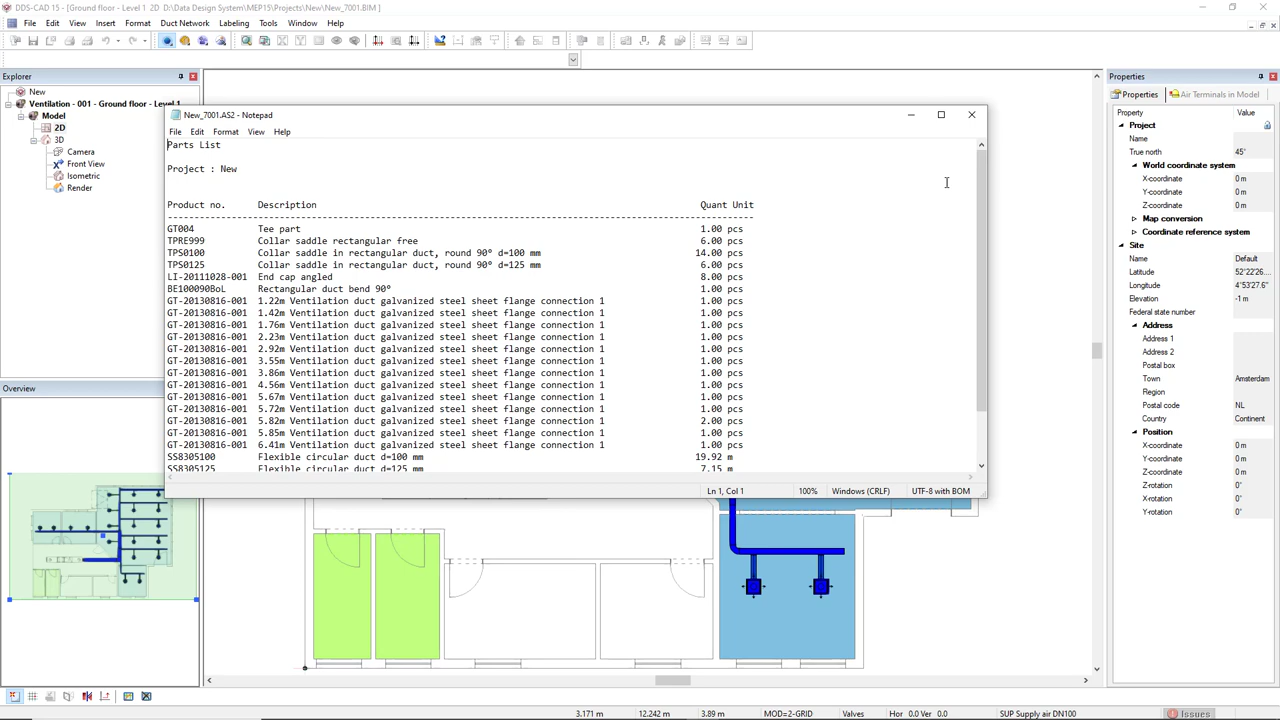 DDS-CAD 15 - [Ground floor - Level 1 2D D:\Data Design System\MEP15\Projects\New\New_7001.BIM ]
File Edit View Insert Format Duct Network Labeling Tools Window Help
Explorer
New
Ventilation - 001 - Ground floor - Level 1
Model
2D
3D
Camera
Front View
Isometric
Render
Overview
New_7001.AS2 - Notepad
File Edit Format View Help
Parts List
Project : New
Product no. Description Quant Unit
GT004 Tee part 1.00 pcs
TPRE999 Collar saddle rectangular free 6.00 pcs
TPS0100 Collar saddle in rectangular duct, round 90° d=100 mm 14.00 pcs
TPS0125 Collar saddle in rectangular duct, round 90° d=125 mm 6.00 pcs
LI-20111028-001 End cap angled 8.00 pcs
BE100090BoL Rectangular duct bend 90° 1.00 pcs
GT-20130816-001 1.22m Ventilation duct galvanized steel sheet flange connection 1 1.00 pcs
GT-20130816-001 1.42m Ventilation duct galvanized steel sheet flange connection 1 1.00 pcs
GT-20130816-001 1.76m Ventilation duct galvanized steel sheet flange connection 1 1.00 pcs
GT-20130816-001 2.23m Ventilation duct galvanized steel sheet flange connection 1 1.00 pcs
GT-20130816-001 2.92m Ventilation duct galvanized steel sheet flange connection 1 1.00 pcs
GT-20130816-001 3.55m Ventilation duct galvanized steel sheet flange connection 1 1.00 pcs
GT-20130816-001 3.86m Ventilation duct galvanized steel sheet flange connection 1 1.00 pcs
GT-20130816-001 4.56m Ventilation duct galvanized steel sheet flange connection 1 1.00 pcs
GT-20130816-001 5.67m Ventilation duct galvanized steel sheet flange connection 1 1.00 pcs
GT-20130816-001 5.72m Ventilation duct galvanized steel sheet flange connection 1 1.00 pcs
GT-20130816-001 5.82m Ventilation duct galvanized steel sheet flange connection 1 2.00 pcs
GT-20130816-001 5.85m Ventilation duct galvanized steel sheet flange connection 1 1.00 pcs
GT-20130816-001 6.41m Ventilation duct galvanized steel sheet flange connection 1 1.00 pcs
SS8305100 Flexible circular duct d=100 mm 19.92 m
SS8305125 Flexible circular duct d=125 mm 7.15 m
Ln 1, Col 1 100% Windows (CRLF) UTF-8 with BOM
Properties
Properties Air Terminals in Model
Property Data
Project
Name
True north 45°
World coordinate system
X-coordinate 0 m
Y-coordinate 0 m
Z-coordinate 0 m
Map conversion
Coordinate reference system
Site
Name Default
Latitude 52°22'26....
Longitude 4°53'27.6"
Elevation -1 m
Federal state number
Address
Address 1
Address 2
Postal box
Town Amsterdam
Region
Postal code NL
Country Continent
Position
X-coordinate 0 m
Y-coordinate 0 m
Z-coordinate 0 m
Z-rotation 0°
X-rotation 0°
Y-rotation 0°
3.171 m 12.242 m 3.89 m MOD=2-GRID Valves Hor 0.0 Ver 0.0 SUP Supply air DN100 Issues